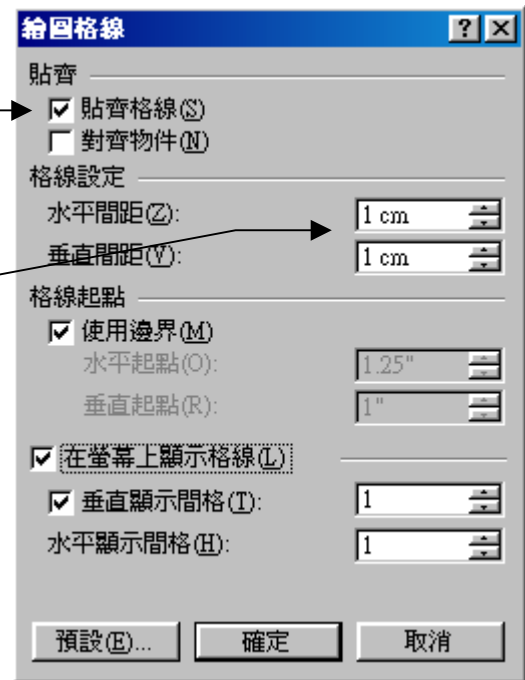 繪圖格線
貼齊
貼齊格線(S)
對齊物件(N)
格線設定
水平間距(Z): 1 cm
垂直間距(V): 1 cm
格線起點
使用邊界(M)
水平起點(O): 1.25"
垂直起點(R): 1"
在螢幕上顯示格線(L)
垂直顯示間格(T): 1
水平顯示間格(H): 1
預設(E)... 確定 取消